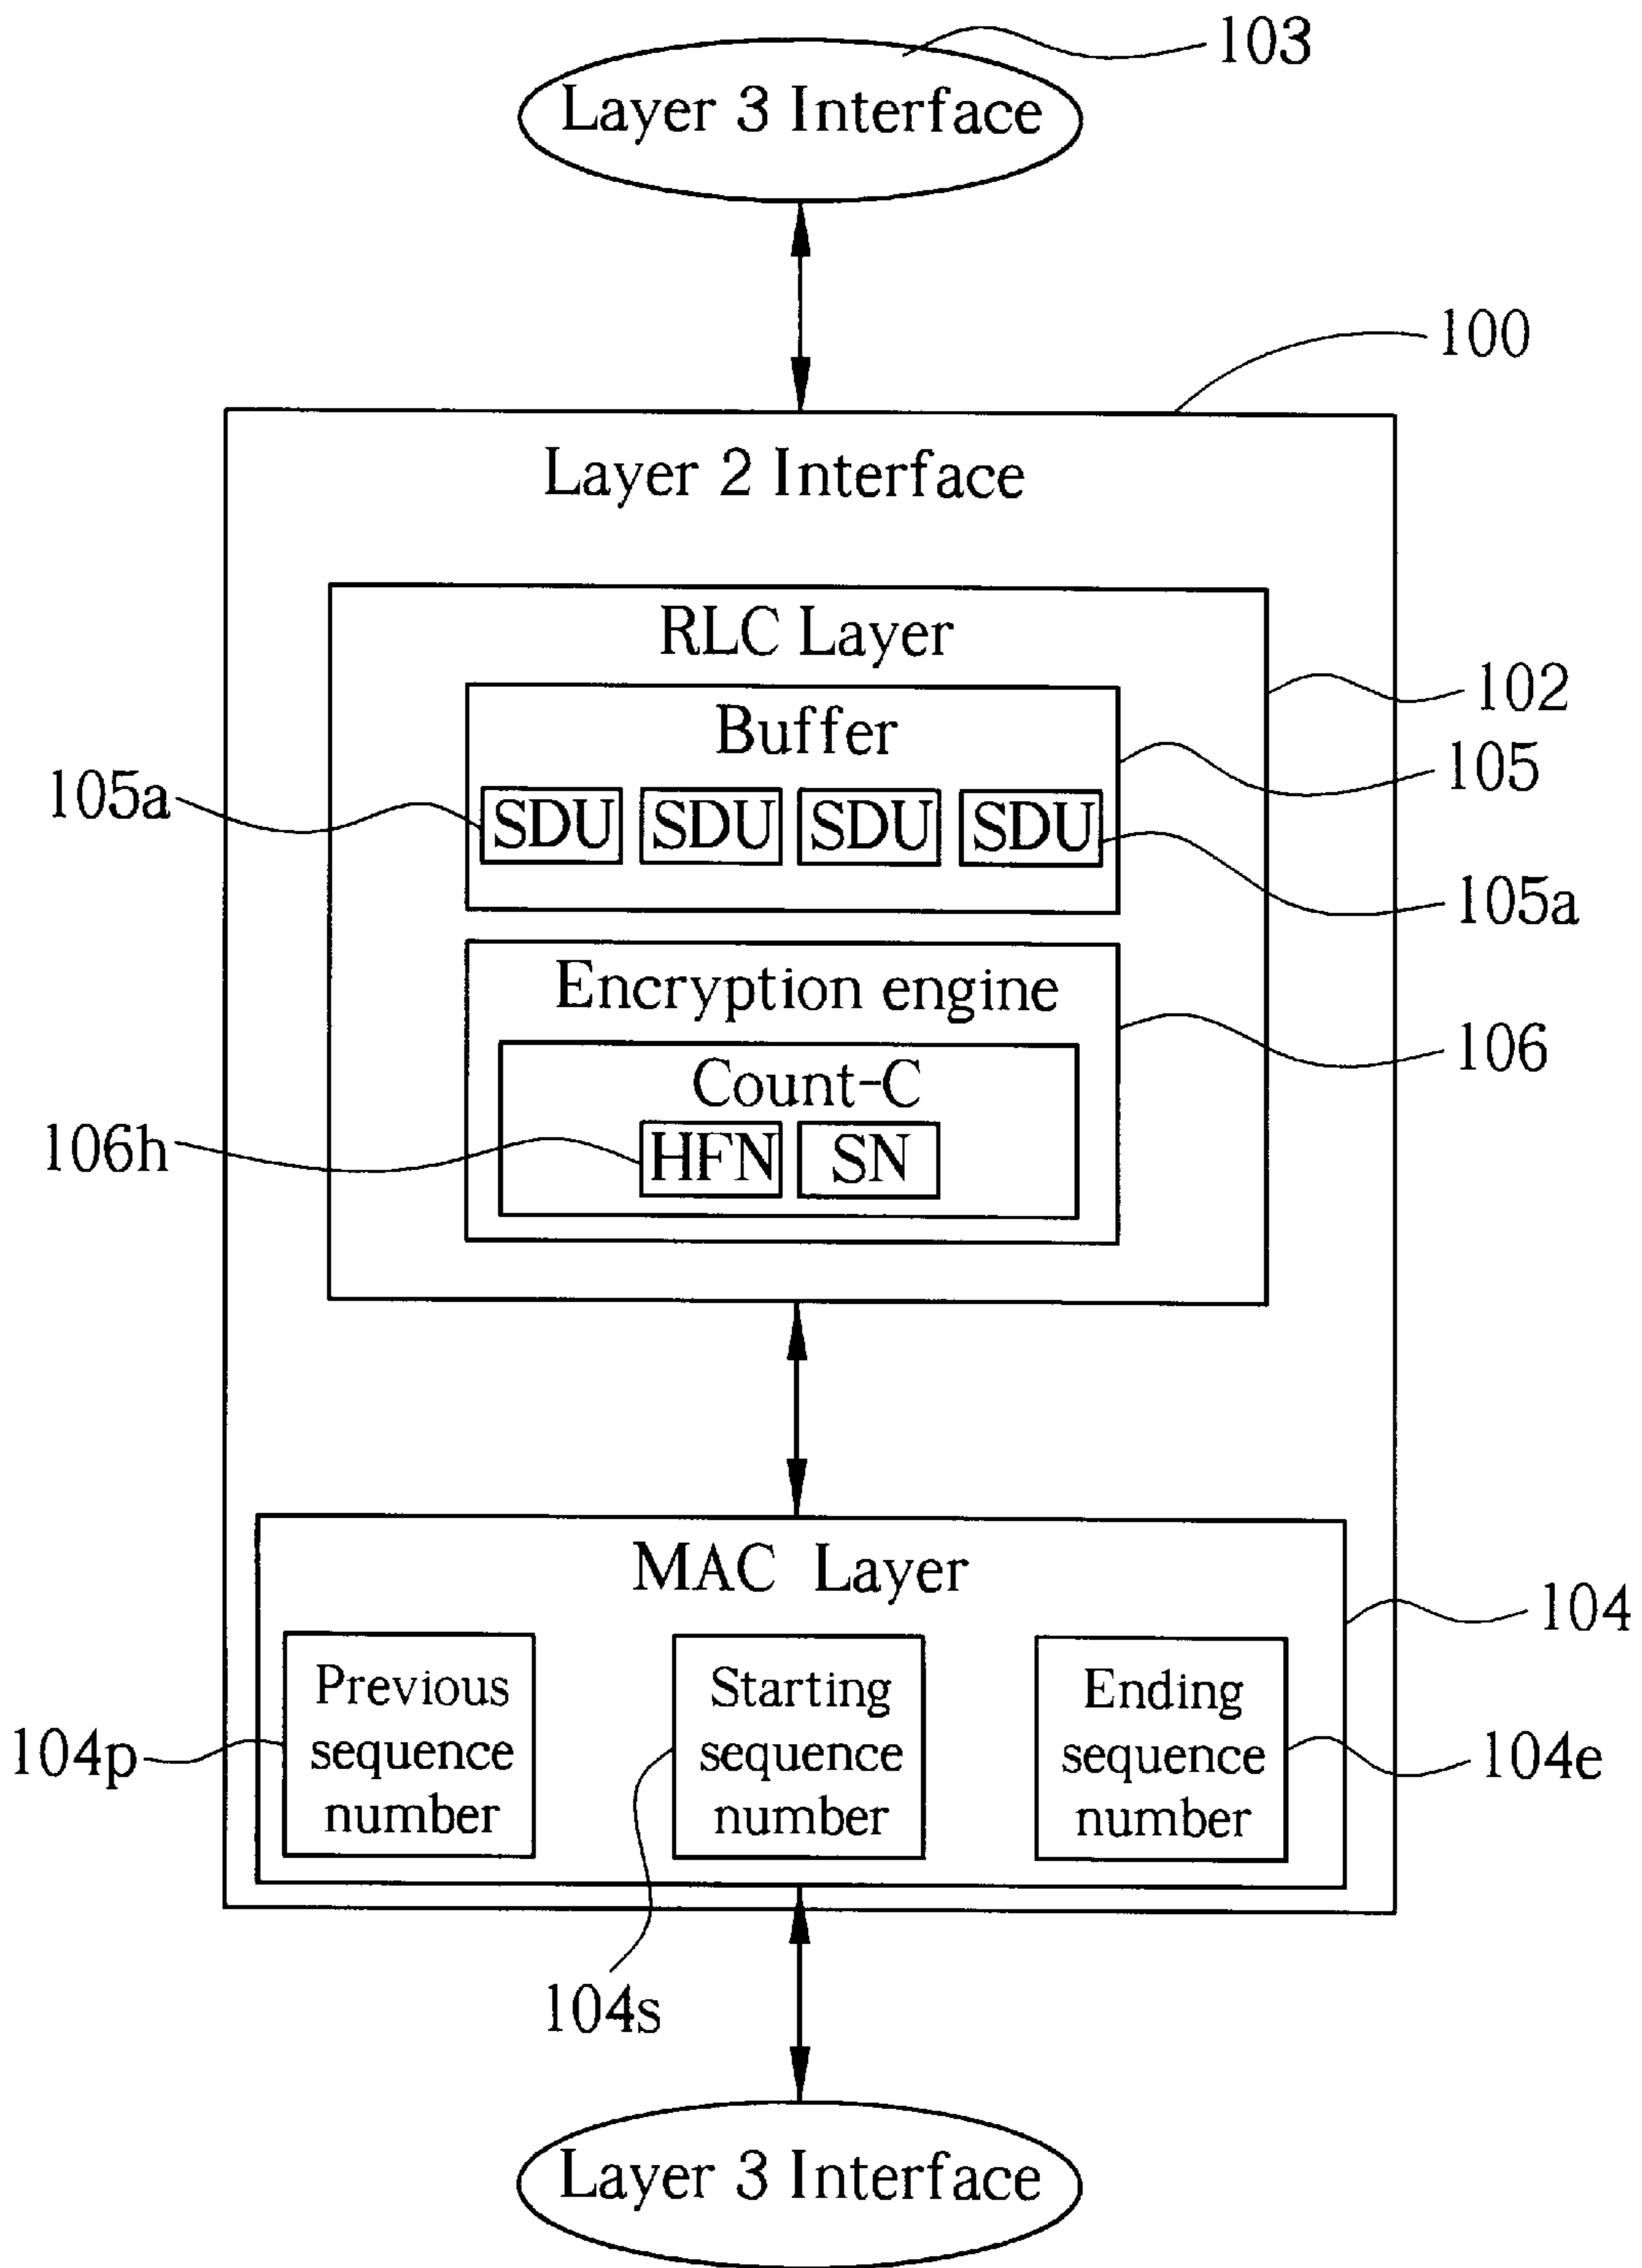 103
Layer 3 Interface
100
Layer 2 Interface
RLC Layer
102
Buffer
105
105a
SDU SDU SDU SDU
105a
Encryption engine
106
Count-C
106h
HFN SN
MAC Layer
104
Previous
sequence
number
Starting
sequence
number
Ending
sequence
number
104p
104e
104s
Layer 3 Interface